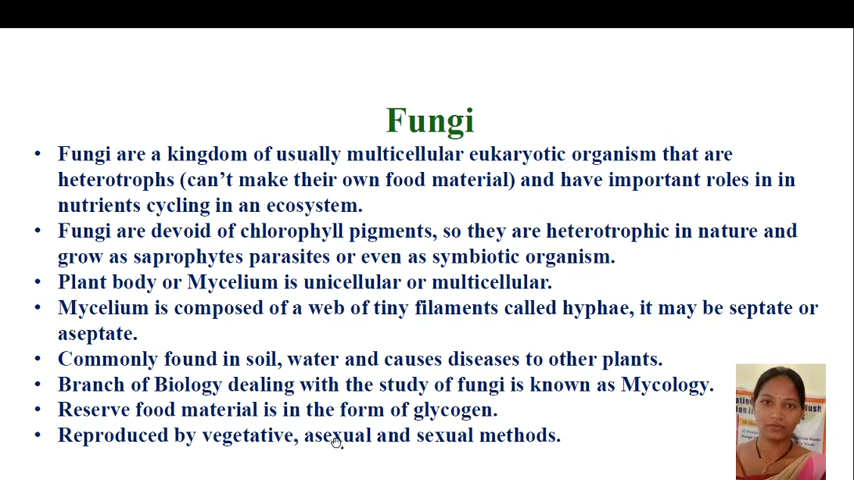 Fungi
• Fungi are a kingdom of usually multicellular eukaryotic organism that are
heterotrophs (can't make their own food material) and have important roles in in
nutrients cycling in an ecosystem.
• Fungi are devoid of chlorophyll pigments, so they are heterotrophic in nature and
grow as saprophytes parasites or even as symbiotic organism.
• Plant body or Mycelium is unicellular or multicellular.
• Mycelium is composed of a web of tiny filaments called hyphae, it may be septate or
aseptate.
• Commonly found in soil, water and causes diseases to other plants.
• Branch of Biology dealing with the study of fungi is known as Mycology.
• Reserve food material is in the form of glycogen.
• Reproduced by vegetative, asexual and sexual methods.